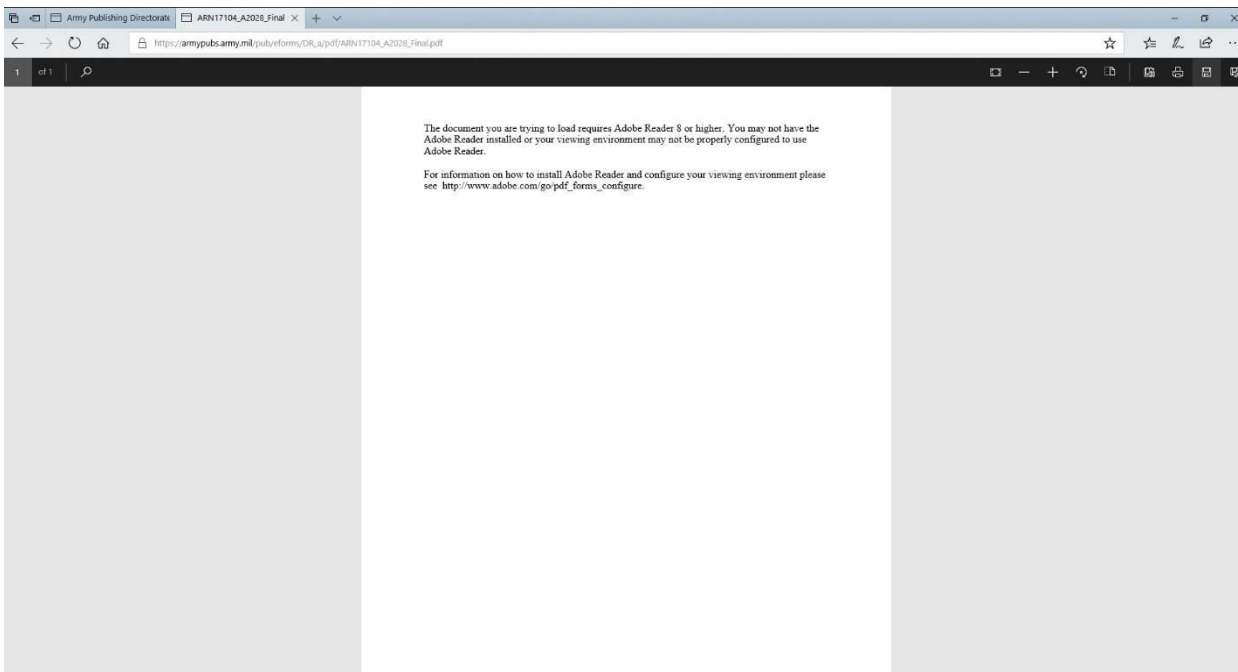 Army Publishing Directorate
ARN17104_A2028_Final
https://armypubs.army.mil/pub/eforms/DR_a/pdf/ARN17104_A2028_Final.pdf
1 of 1
The document you are trying to load requires Adobe Reader 8 or higher. You may not have the
Adobe Reader installed or your viewing environment may not be properly configured to use
Adobe Reader.
For information on how to install Adobe Reader and configure your viewing environment please
see http://www.adobe.com/go/pdf_forms_configure.